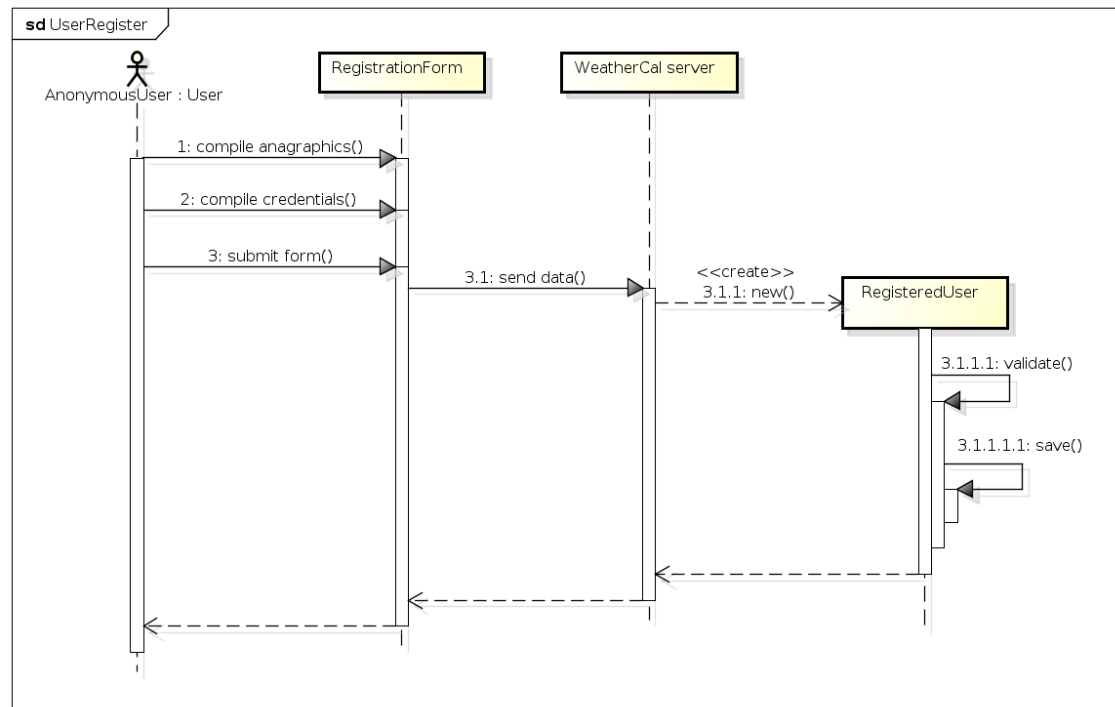 sd UserRegister
AnonymousUser : User
RegistrationForm
WeatherCal server
1: compile anagraphics()
2: compile credentials()
3: submit form()
3.1: send data()
<<create>>
3.1.1: new()
RegisteredUser
3.1.1.1: validate()
3.1.1.1.1: save()